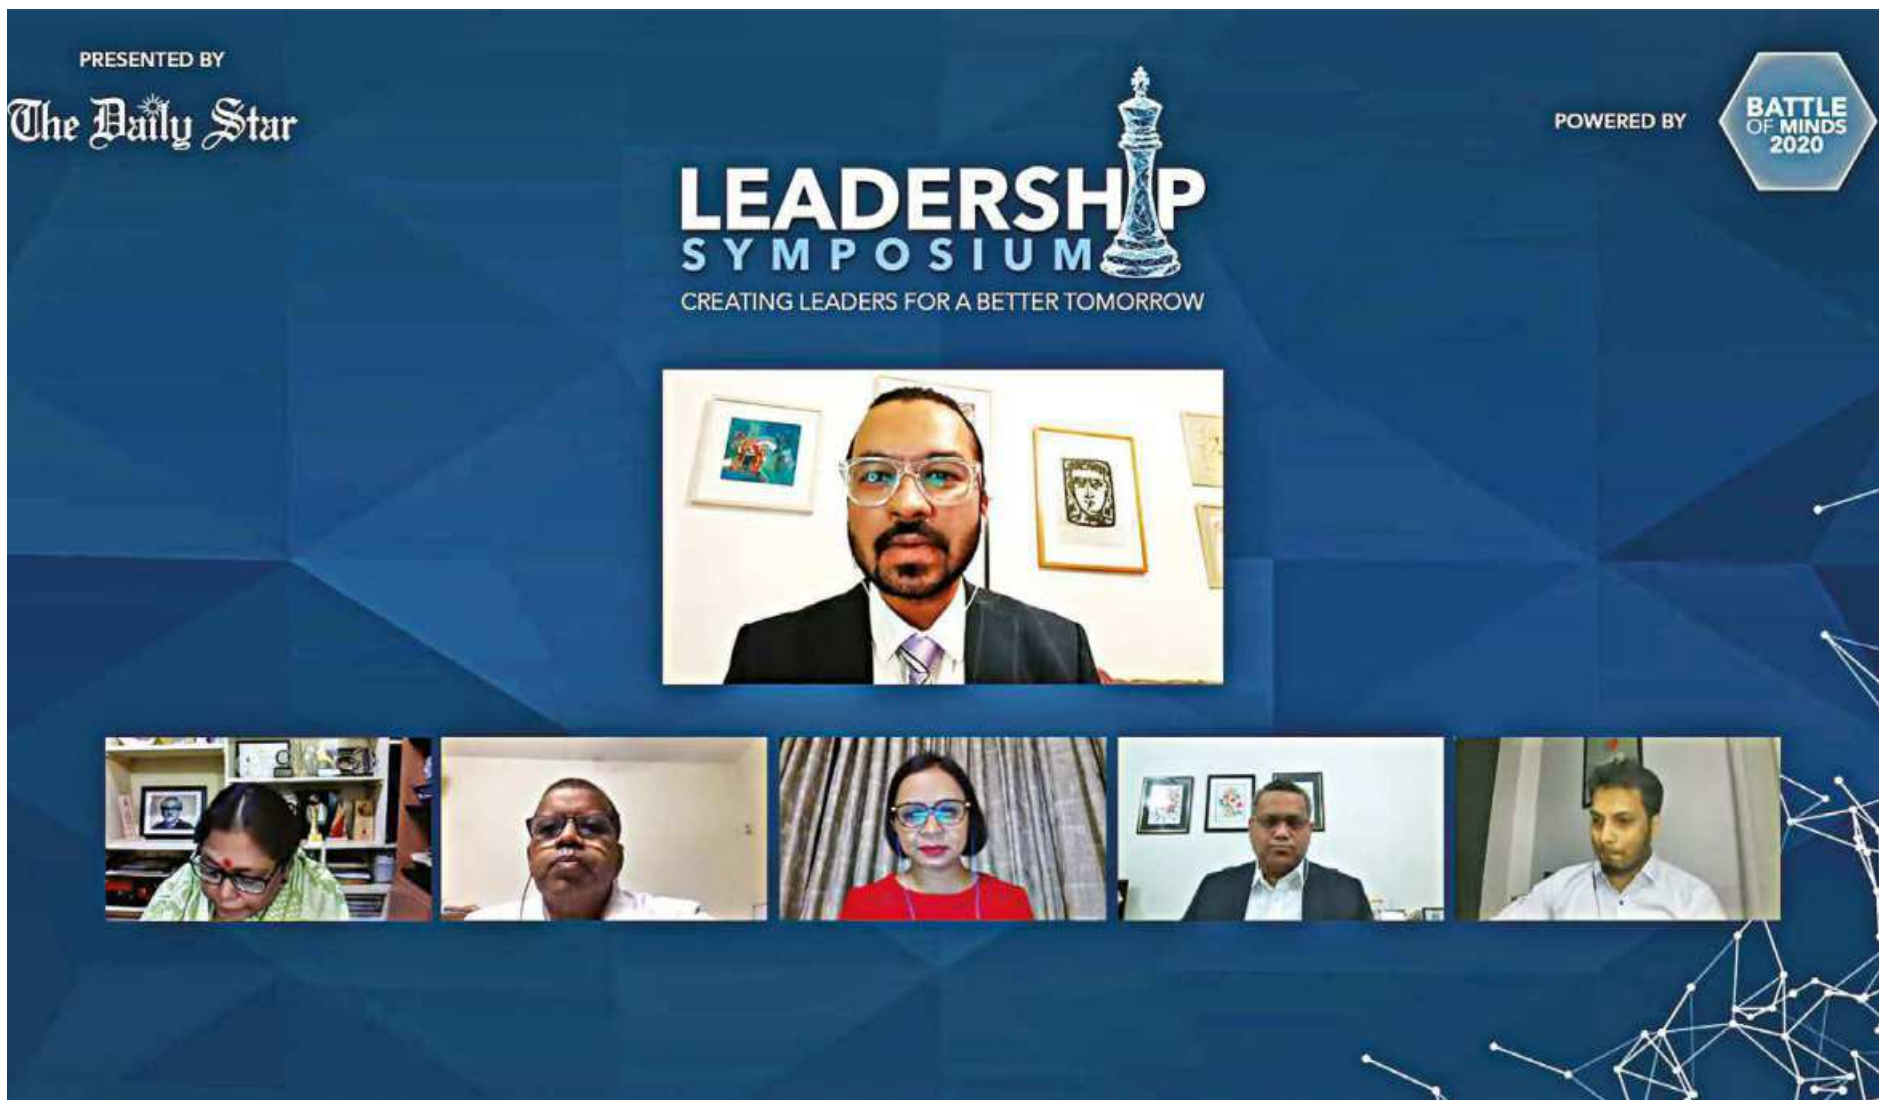 PRESENTED BY
The Daily Star
LEADERSHIP
SYMPOSIUM
CREATING LEADERS FOR A BETTER TOMORROW
POWERED BY
BATTLE
OF MINDS
2020